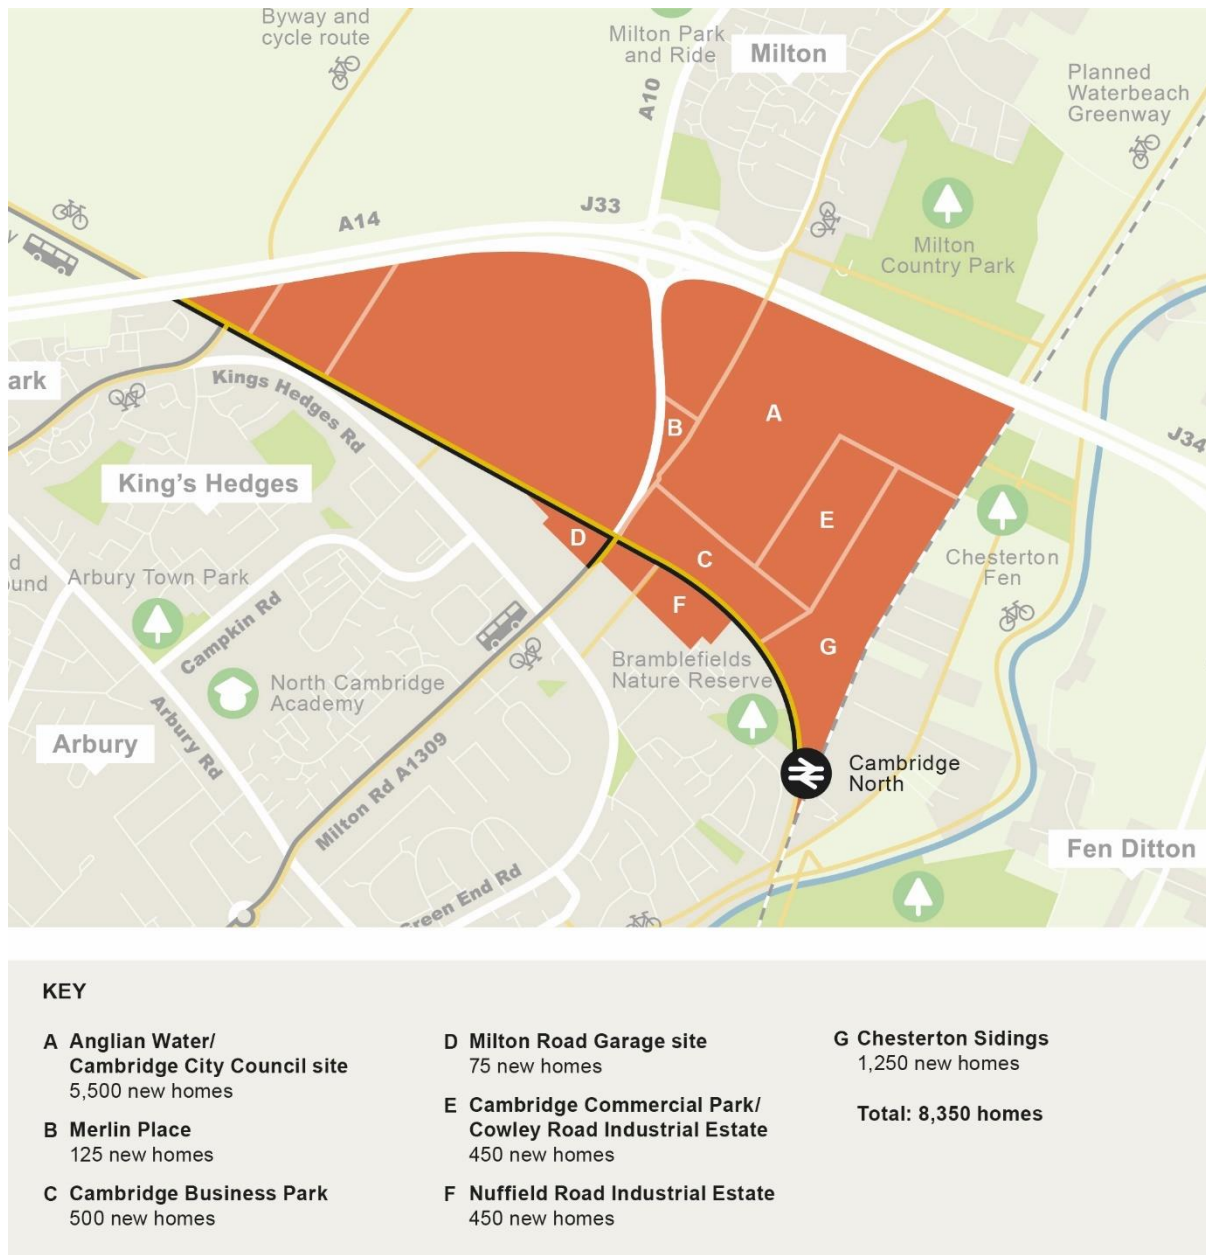 Byway and
cycle route
Milton Park
and Ride
Milton
A10
Planned
Waterbeach
Greenway
J33
A14
Milton
Country Park
ark
Kings Hedges Rd
King's Hedges
J34
A
B
E
D
C
F
G
Chesterton
Fen
Arbury Town Park
Campkin Rd
North Cambridge
Academy
Bramblefields
Nature Reserve
Arbury
Arbury Rd
Milton Rd A1309
Cambridge
North
Green End Rd
Fen Ditton
KEY
A Anglian Water/
Cambridge City Council site
5,500 new homes
B Merlin Place
125 new homes
C Cambridge Business Park
500 new homes
D Milton Road Garage site
75 new homes
E Cambridge Commercial Park/
Cowley Road Industrial Estate
450 new homes
F Nuffield Road Industrial Estate
450 new homes
G Chesterton Sidings
1,250 new homes
Total: 8,350 homes